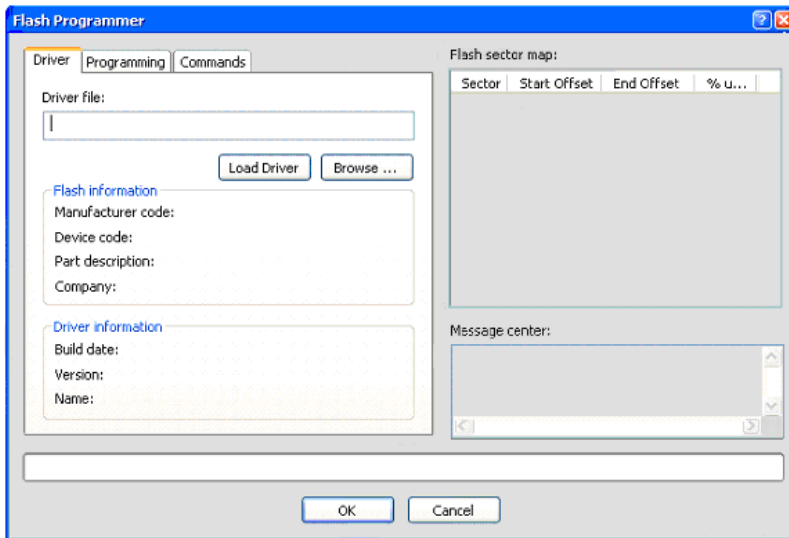 Flash Programmer
Driver Programming Commands
Driver file:
Load Driver Browse ...
Flash information
Manufacturer code:
Device code:
Part description:
Company:
Driver information
Build date:
Version:
Name:
Flash sector map:
Sector Start Offset End Offset % u...
Message center:
OK Cancel